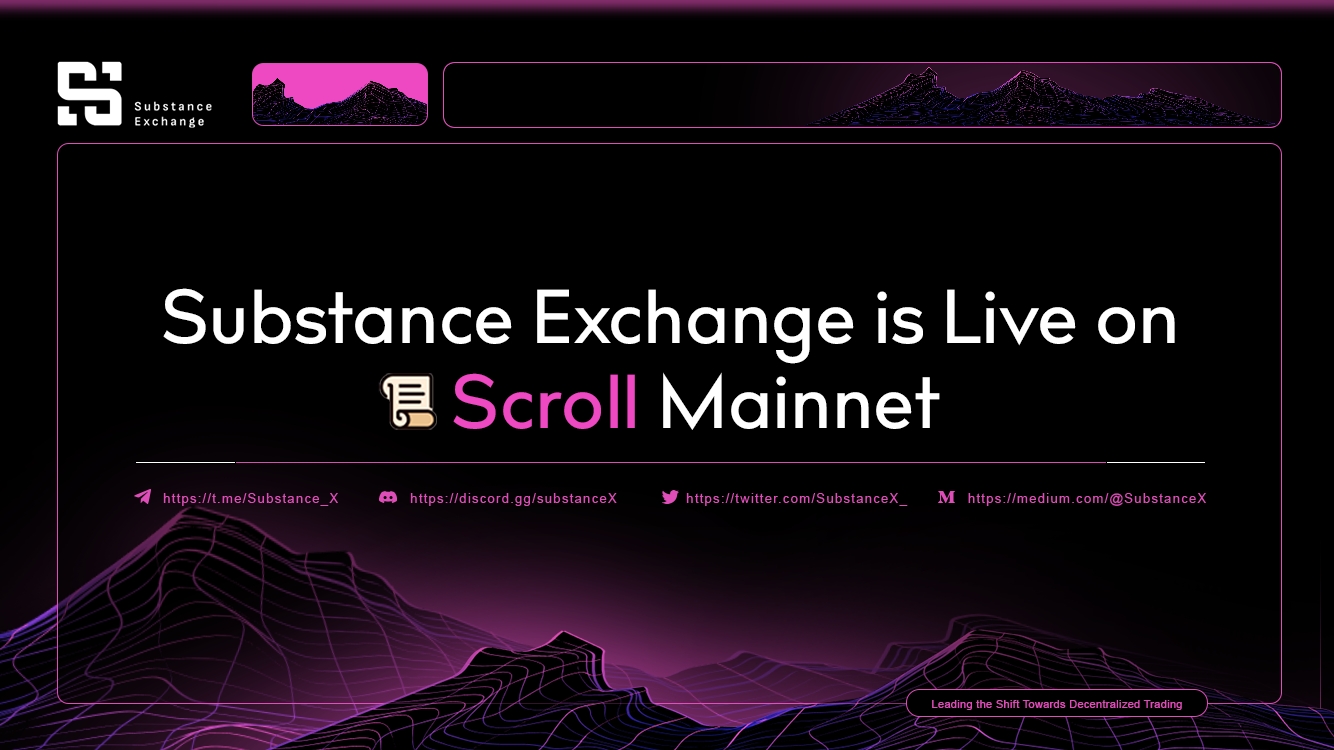 Substance
Exchange
Substance Exchange is Live on
Scroll Mainnet
https://t.me/Substance_X
https://discord.gg/substanceX
https://twitter.com/SubstanceX_
https://medium.com/@SubstanceX
Leading the Shift Towards Decentralized Trading